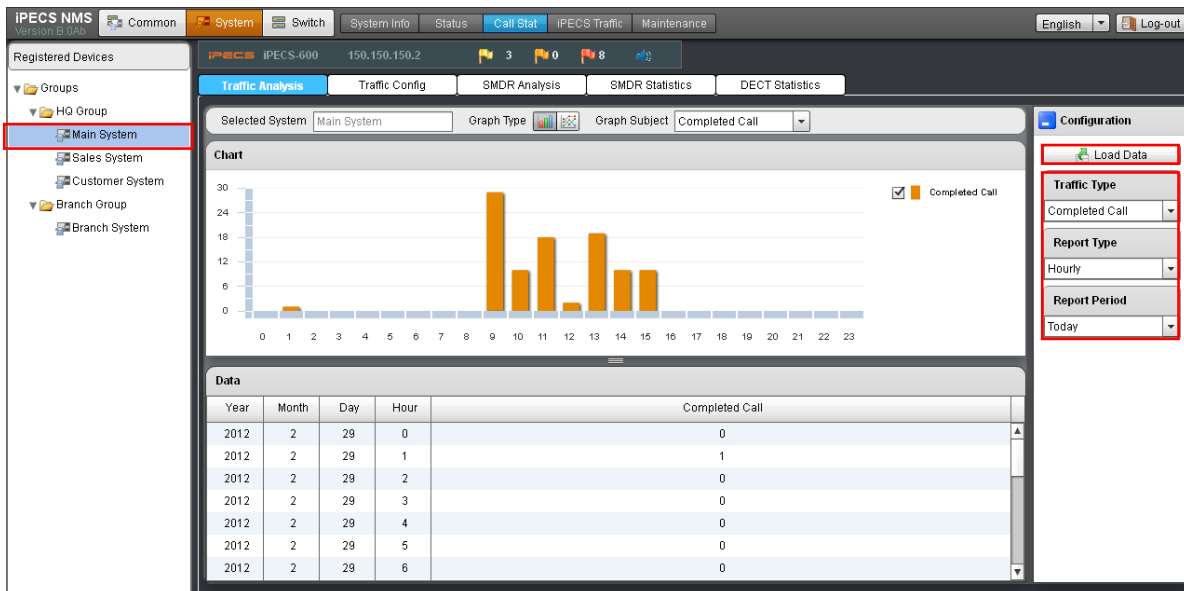 iPECS NMS Common System Switch System Info Status Call Stat iPECS Traffic Maintenance English Log-out
Version B.0Ab
Registered Devices
Groups
HQ Group
Main System
Sales System
Customer System
Branch Group
Branch System
iPECS iPECS-600 150.150.150.2 3 0 8
Traffic Analysis Traffic Config SMDR Analysis SMDR Statistics DECT Statistics
Selected System Main System Graph Type Graph Subject Completed Call
Chart
30
24
18
12
6
0
0 1 2 3 4 5 6 7 8 9 10 11 12 13 14 15 16 17 18 19 20 21 22 23
Completed Call
Data
Year Month Day Hour Completed Call
2012 2 29 0 0
2012 2 29 1 1
2012 2 29 2 0
2012 2 29 3 0
2012 2 29 4 0
2012 2 29 5 0
2012 2 29 6 0
Configuration
Load Data
Traffic Type
Completed Call
Report Type
Hourly
Report Period
Today